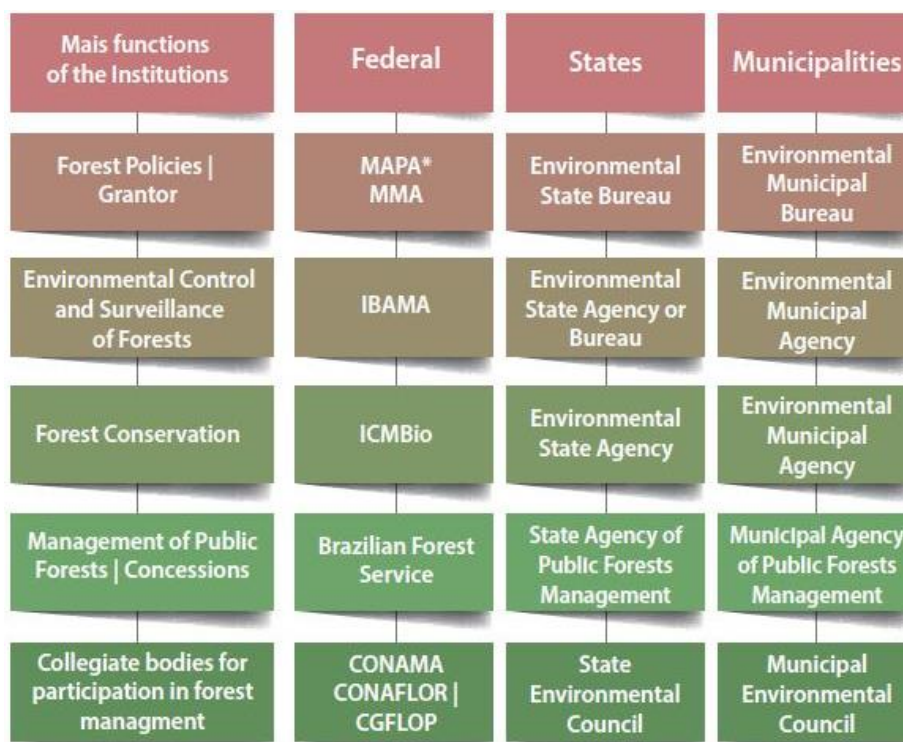 Mais functions
of the Institutions
Federal
States
Municipalities
Forest Policies |
Grantor
MAPA*
MMA
Environmental
State Bureau
Environmental
Municipal
Bureau
Environmental Control
and Surveillance
of Forests
IBAMA
Environmental
State Agency or
Bureau
Environmental
Municipal
Agency
Forest Conservation
ICMBio
Environmental
State Agency
Environmental
Municipal
Agency
Management of Public
Forests | Concessions
Brazilian Forest
Service
State Agency of
Public Forests
Management
Municipal Agency
of Public Forests
Management
Collegiate bodies for
participation in forest
managment
CONAMA
CONAFLOR |
CGFLOP
State
Environmental
Council
Municipal
Environmental
Council